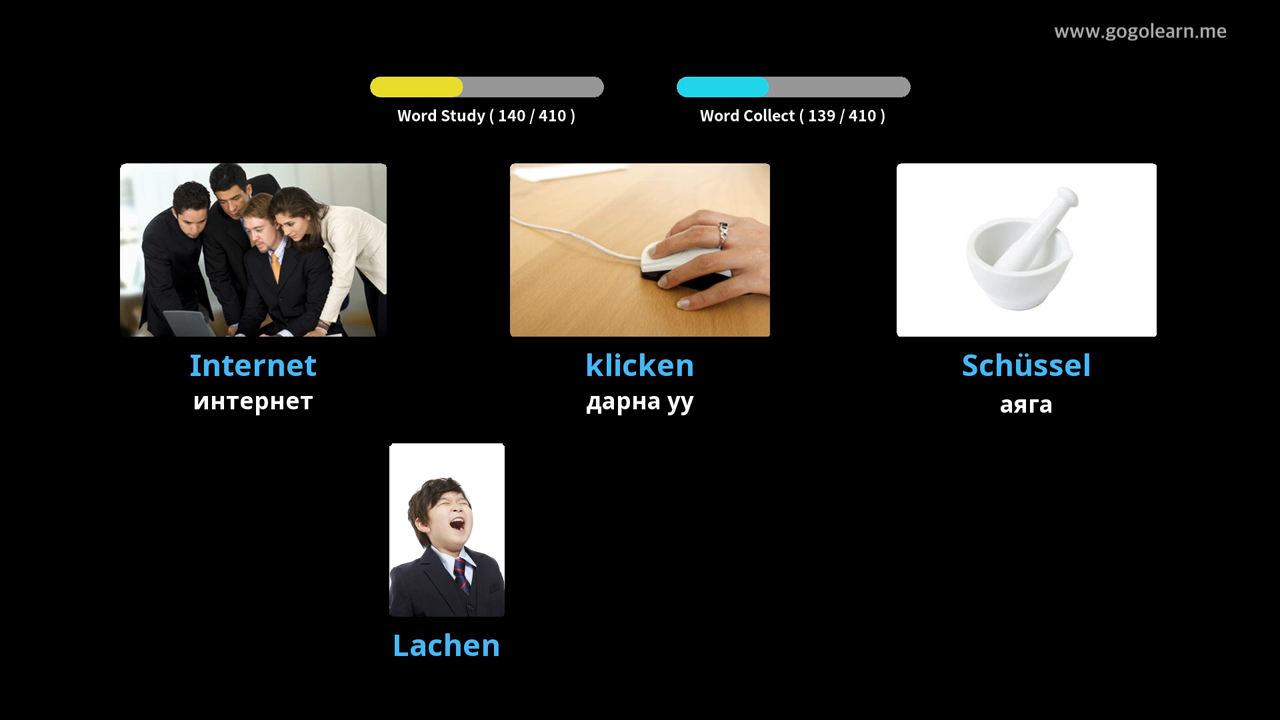 www.gogolearn.me
Word Study ( 140 / 410 )
Word Collect ( 139 / 410 )
Internet
интернет
klicken
дарна уу
Schüssel
аяга
Lachen